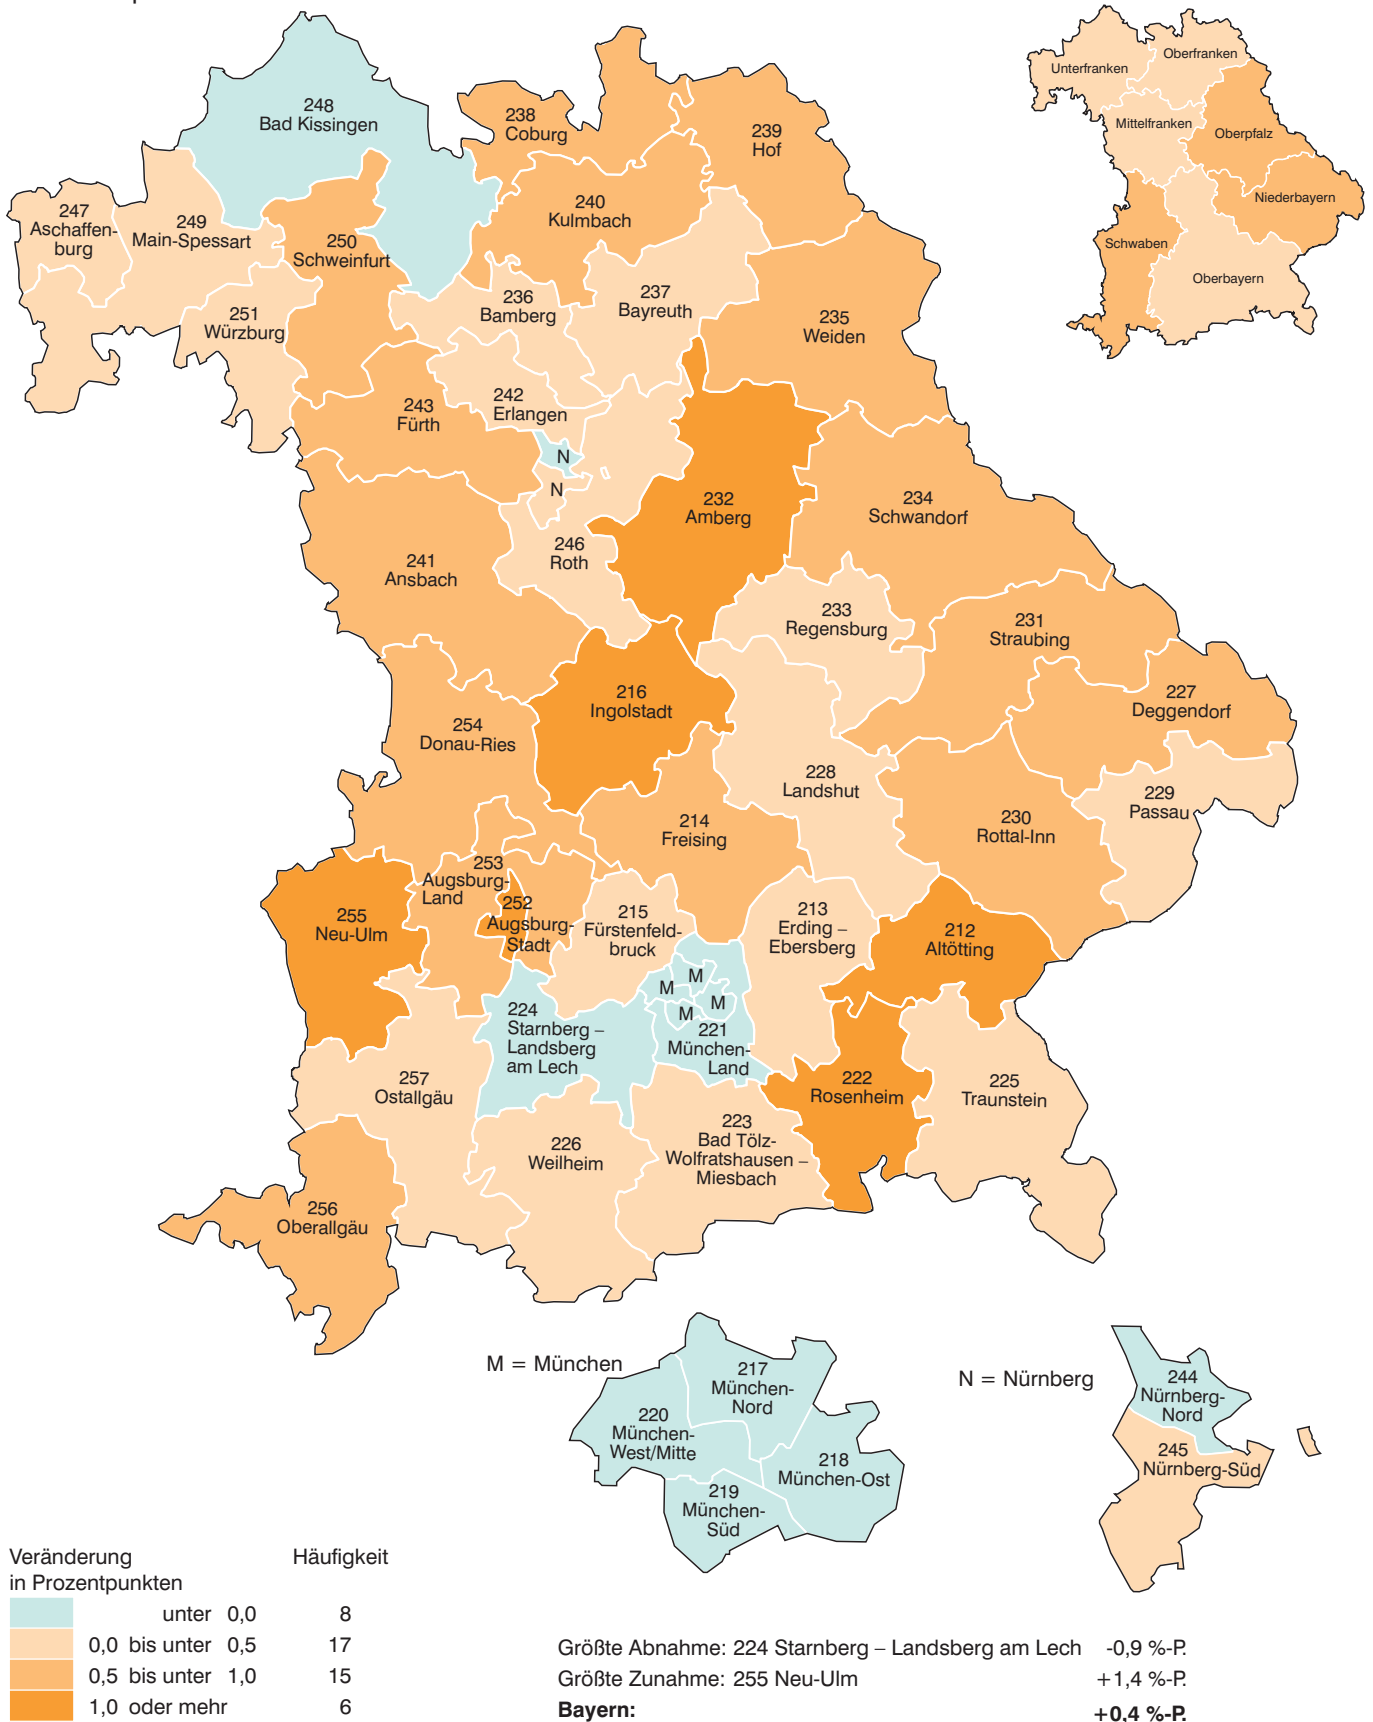 248
Bad Kissingen
238
Coburg
239
Hof
Unterfranken
Oberfranken
Mittelfranken
Oberpfalz
Niederbayern
Schwaben
Oberbayern
247
Aschaffen-
burg
249
Main-Spessart
250
Schweinfurt
240
Kulmbach
251
Würzburg
236
Bamberg
237
Bayreuth
235
Weiden
243
Fürth
242
Erlangen
N
N
232
Amberg
234
Schwandorf
241
Ansbach
246
Roth
233
Regensburg
231
Straubing
216
Ingolstadt
227
Deggendorf
254
Donau-Ries
228
Landshut
229
Passau
214
Freising
230
Rottal-Inn
253
Augsburg-
Land
252
Augsburg-
Stadt
255
Neu-Ulm
215
Fürstenfeld-
bruck
213
Erding –
Ebersberg
212
Altötting
M
M
M
M
224
Starnberg –
Landsberg
am Lech
221
München-
Land
257
Ostallgäu
222
Rosenheim
225
Traunstein
226
Weilheim
223
Bad Tölz-
Wolfratshausen –
Miesbach
256
Oberallgäu
M = München
217
München-
Nord
220
München-
West/Mitte
218
München-Ost
219
München-
Süd
N = Nürnberg
244
Nürnberg-
Nord
245
Nürnberg-Süd
Veränderung Häufigkeit
in Prozentpunkten
unter 0,0 8
0,0 bis unter 0,5 17
0,5 bis unter 1,0 15
1,0 oder mehr 6
Größte Abnahme: 224 Starnberg – Landsberg am Lech -0,9 %-P.
Größte Zunahme: 255 Neu-Ulm +1,4 %-P.
Bayern: +0,4 %-P.